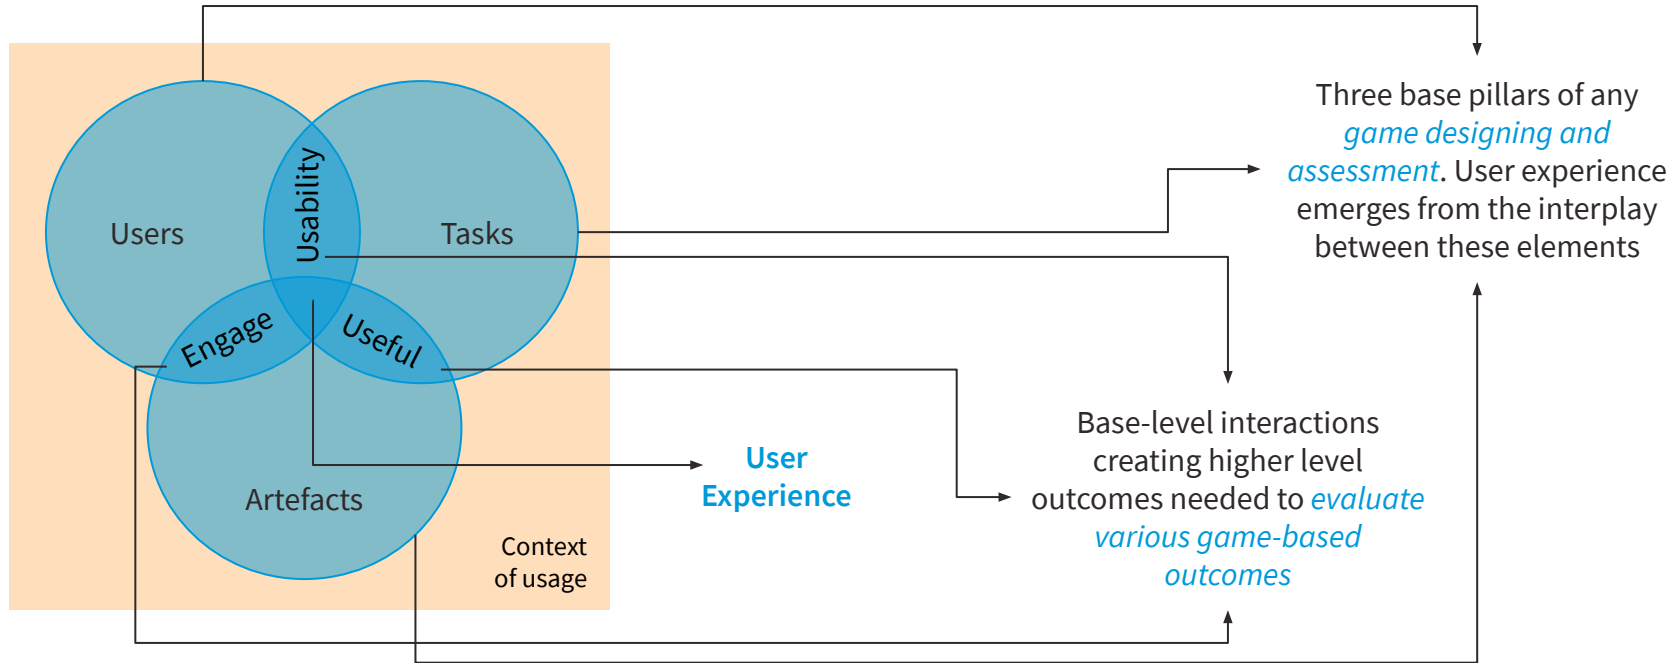 Users
Usability
Tasks
Engage
Useful
Artefacts
Context
of usage
User
Experience
Three base pillars of any
game designing and
assessment. User experience
emerges from the interplay
between these elements
Base-level interactions
creating higher level
outcomes needed to evaluate
various game-based
outcomes